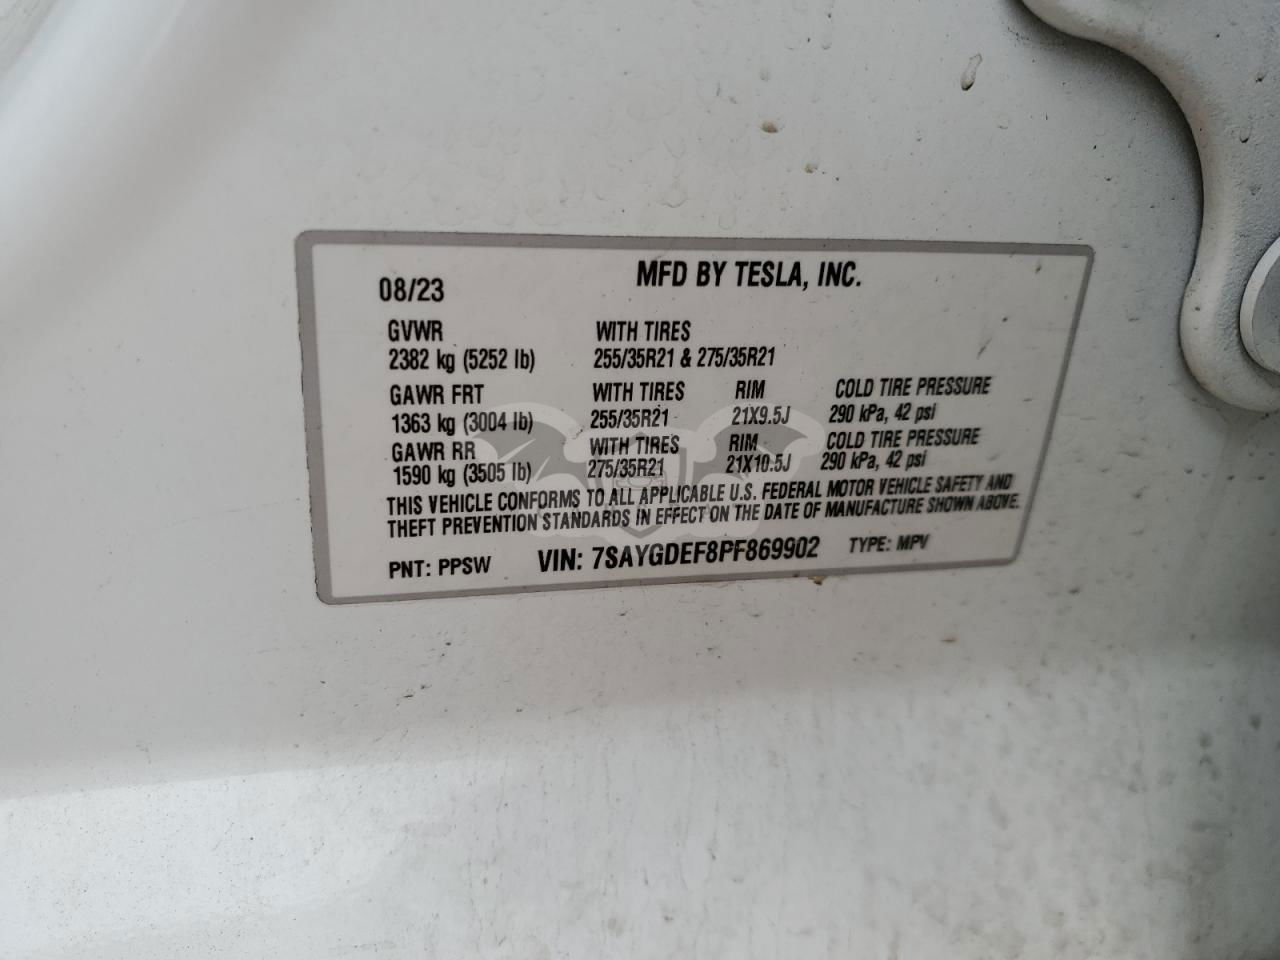 MFD BY TESLA, INC.
08/23
GVWR WITH TIRES
2382 kg (5252 lb) 255/35R21 & 275/35R21
GAWR FRT WITH TIRES RIM COLD TIRE PRESSURE
1363 kg (3004 lb) 255/35R21 21X9.5J 290 kPa, 42 psi
GAWR RR WITH TIRES RIM COLD TIRE PRESSURE
1590 kg (3505 lb) 275/35R21 21X10.5J 290 kPa, 42 psi
THIS VEHICLE CONFORMS TO ALL APPLICABLE U.S. FEDERAL MOTOR VEHICLE SAFETY AND
THEFT PREVENTION STANDARDS IN EFFECT ON THE DATE OF MANUFACTURE SHOWN ABOVE.
PNT: PPSW VIN: 7SAYGDEF8PF869902 TYPE: MPV